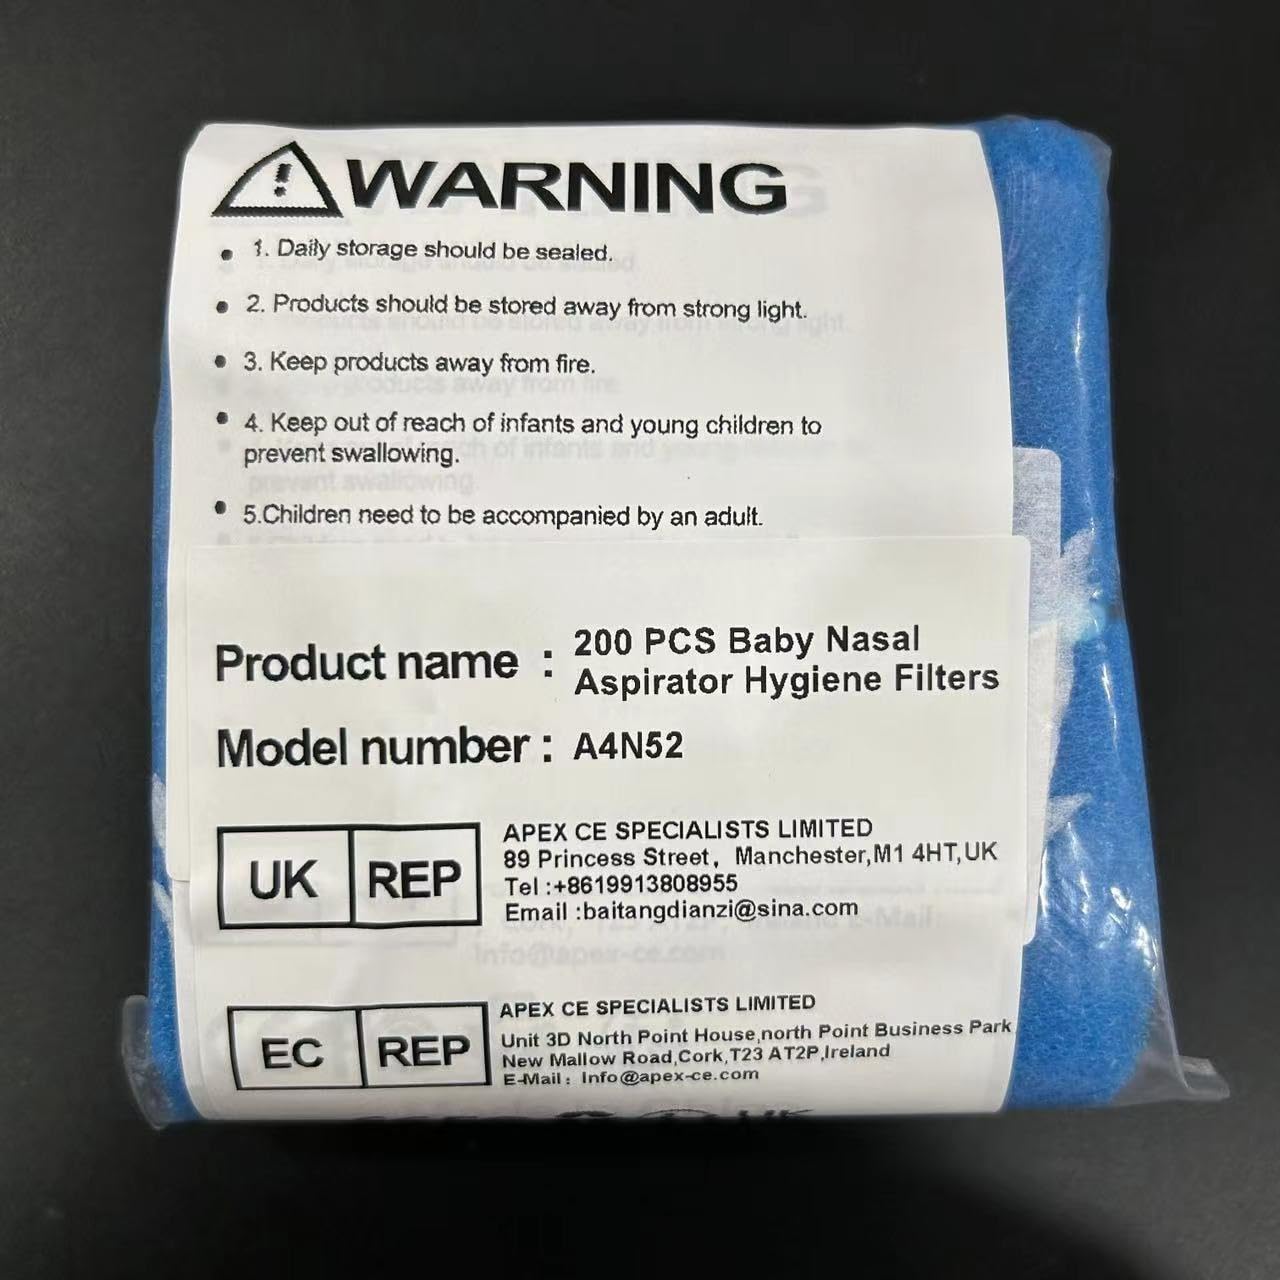 WARNING
1. Daily storage should be sealed.
2. Products should be stored away from strong light.
3. Keep products away from fire.
4. Keep out of reach of infants and young children to
prevent swallowing.
5.Children need to be accompanied by an adult.
Product name : 200 PCS Baby Nasal
Aspirator Hygiene Filters
Model number : A4N52
UK REP
APEX CE SPECIALISTS LIMITED
89 Princess Street, Manchester,M1 4HT,UK
Tel :+8619913808955
Email :baitangdianzi@sina.com
EC REP
APEX CE SPECIALISTS LIMITED
Unit 3D North Point House,north Point Business Park
New Mallow Road,Cork,T23 AT2P,Ireland
E-Mail: Info@apex-ce.com